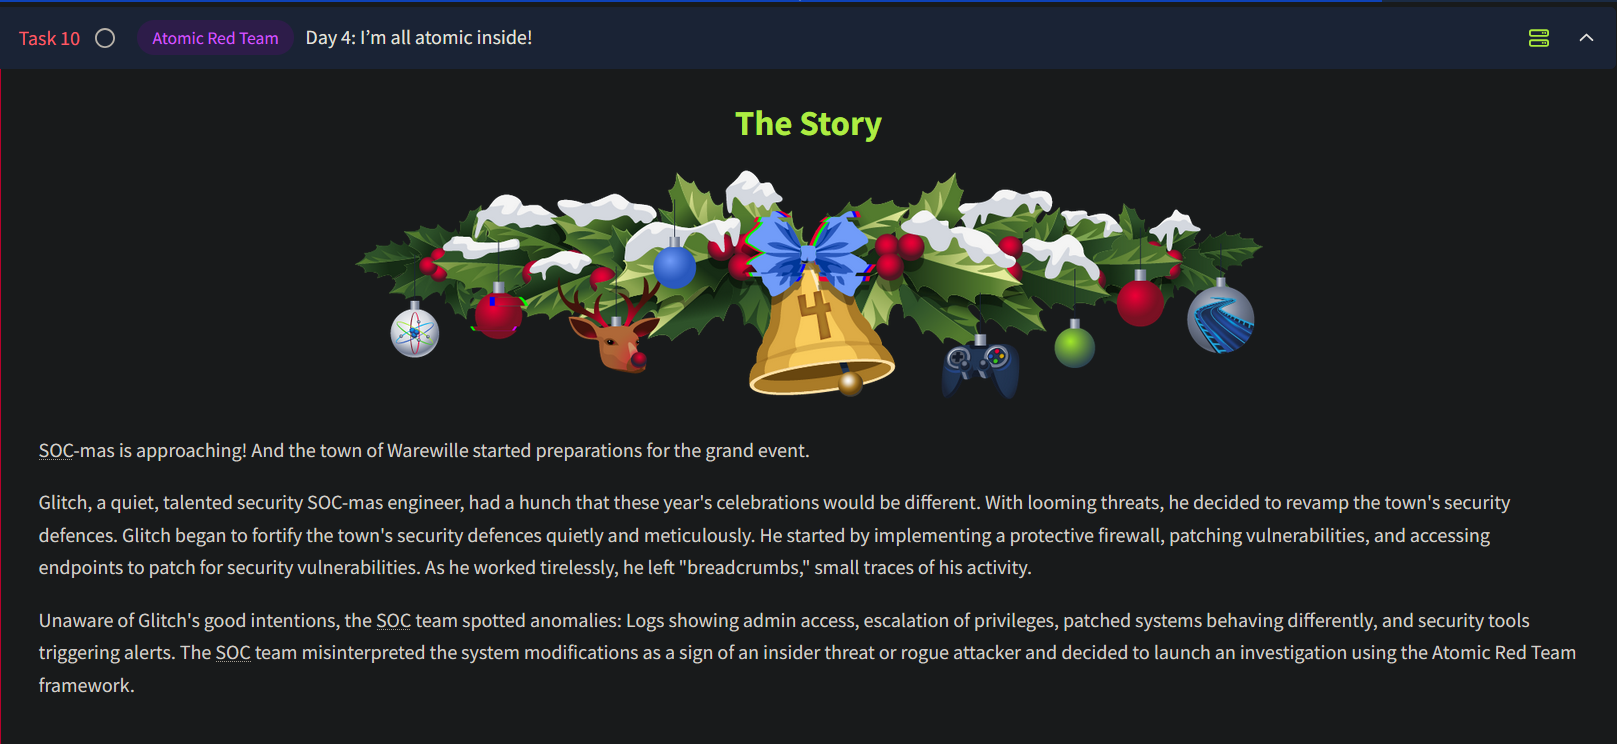 Task 10 Atomic Red Team Day 4: I’m all atomic inside!
The Story
4
SOC-mas is approaching! And the town of Warewille started preparations for the grand event.
Glitch, a quiet, talented security SOC-mas engineer, had a hunch that these year's celebrations would be different. With looming threats, he decided to revamp the town's security
defences. Glitch began to fortify the town's security defences quietly and meticulously. He started by implementing a protective firewall, patching vulnerabilities, and accessing
endpoints to patch for security vulnerabilities. As he worked tirelessly, he left "breadcrumbs," small traces of his activity.
Unaware of Glitch's good intentions, the SOC team spotted anomalies: Logs showing admin access, escalation of privileges, patched systems behaving differently, and security tools
triggering alerts. The SOC team misinterpreted the system modifications as a sign of an insider threat or rogue attacker and decided to launch an investigation using the Atomic Red Team
framework.